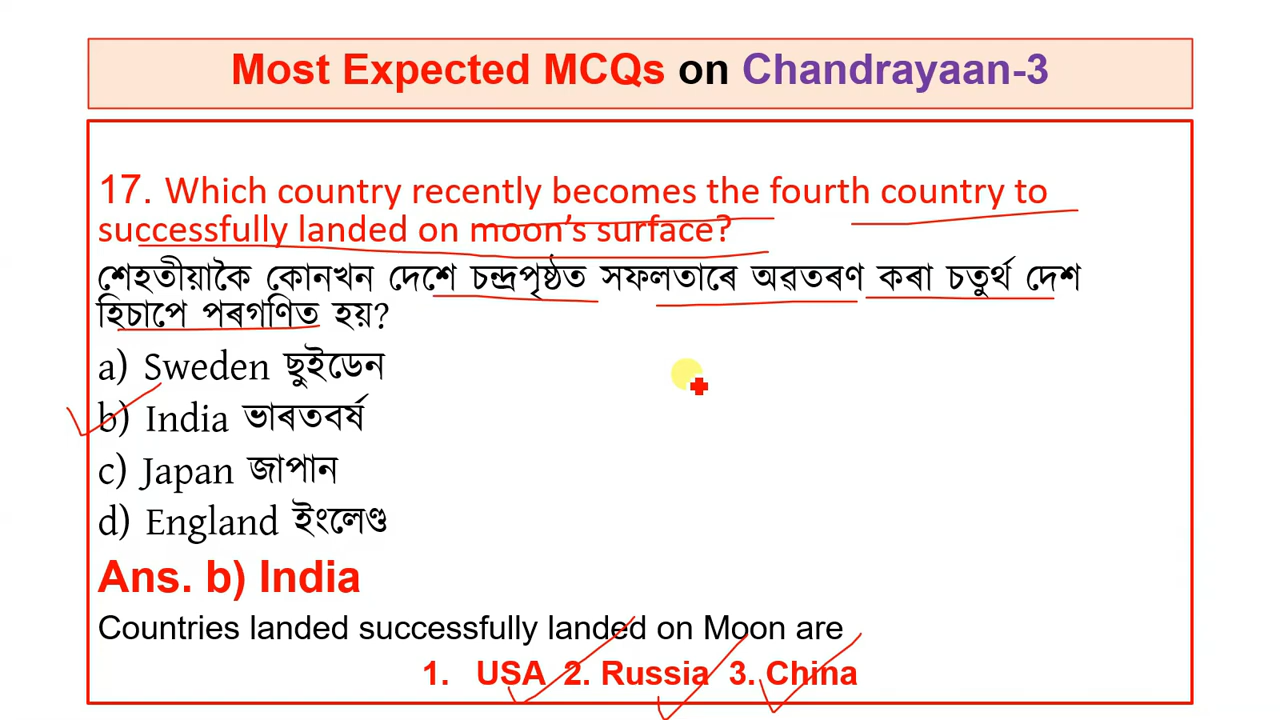 Most Expected MCQs on Chandrayaan-3
17. Which country recently becomes the fourth country to
successfully landed on moon's surface?
শেহতীয়াকৈ কোনখন দেশে চন্দ্ৰপৃষ্ঠত সফলতাৰে অৱতৰণ কৰা চতুৰ্থ দেশ
হিচাপে পৰগণিত হয়?
a) Sweden ছুইডেন
b) India ভাৰতবৰ্ষ
c) Japan জাপান
d) England ইংলেণ্ড
Ans. b) India
Countries landed successfully landed on Moon are
1. USA 2. Russia 3. China